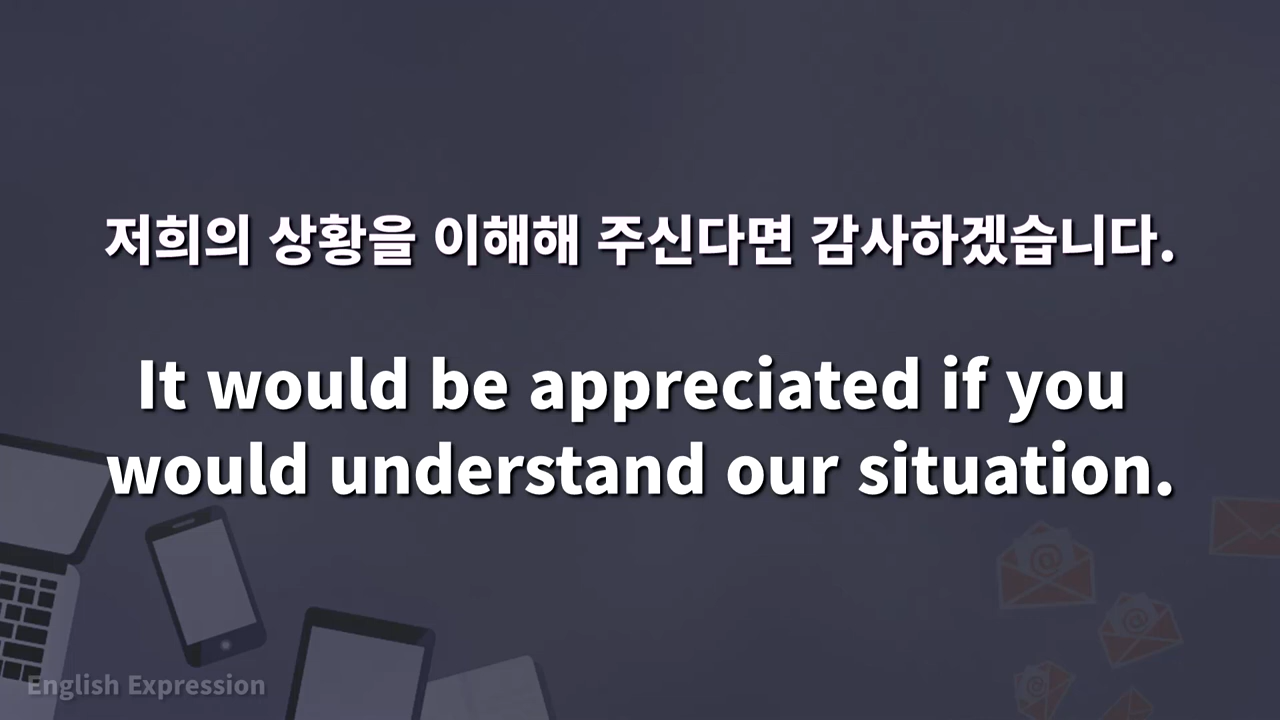 저희의 상황을 이해해 주신다면 감사하겠습니다.
It would be appreciated if you
would understand our situation.
English Expression